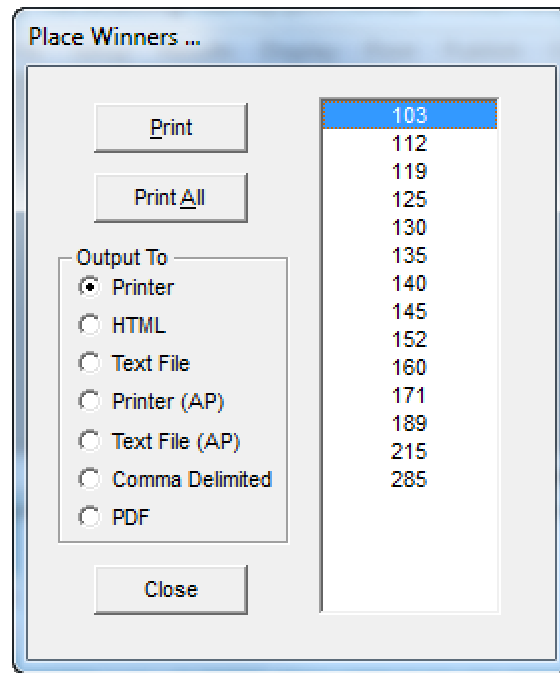 Place Winners ...
Print
Print All
Output To
Printer
HTML
Text File
Printer (AP)
Text File (AP)
Comma Delimited
PDF
Close
103
112
119
125
130
135
140
145
152
160
171
189
215
285